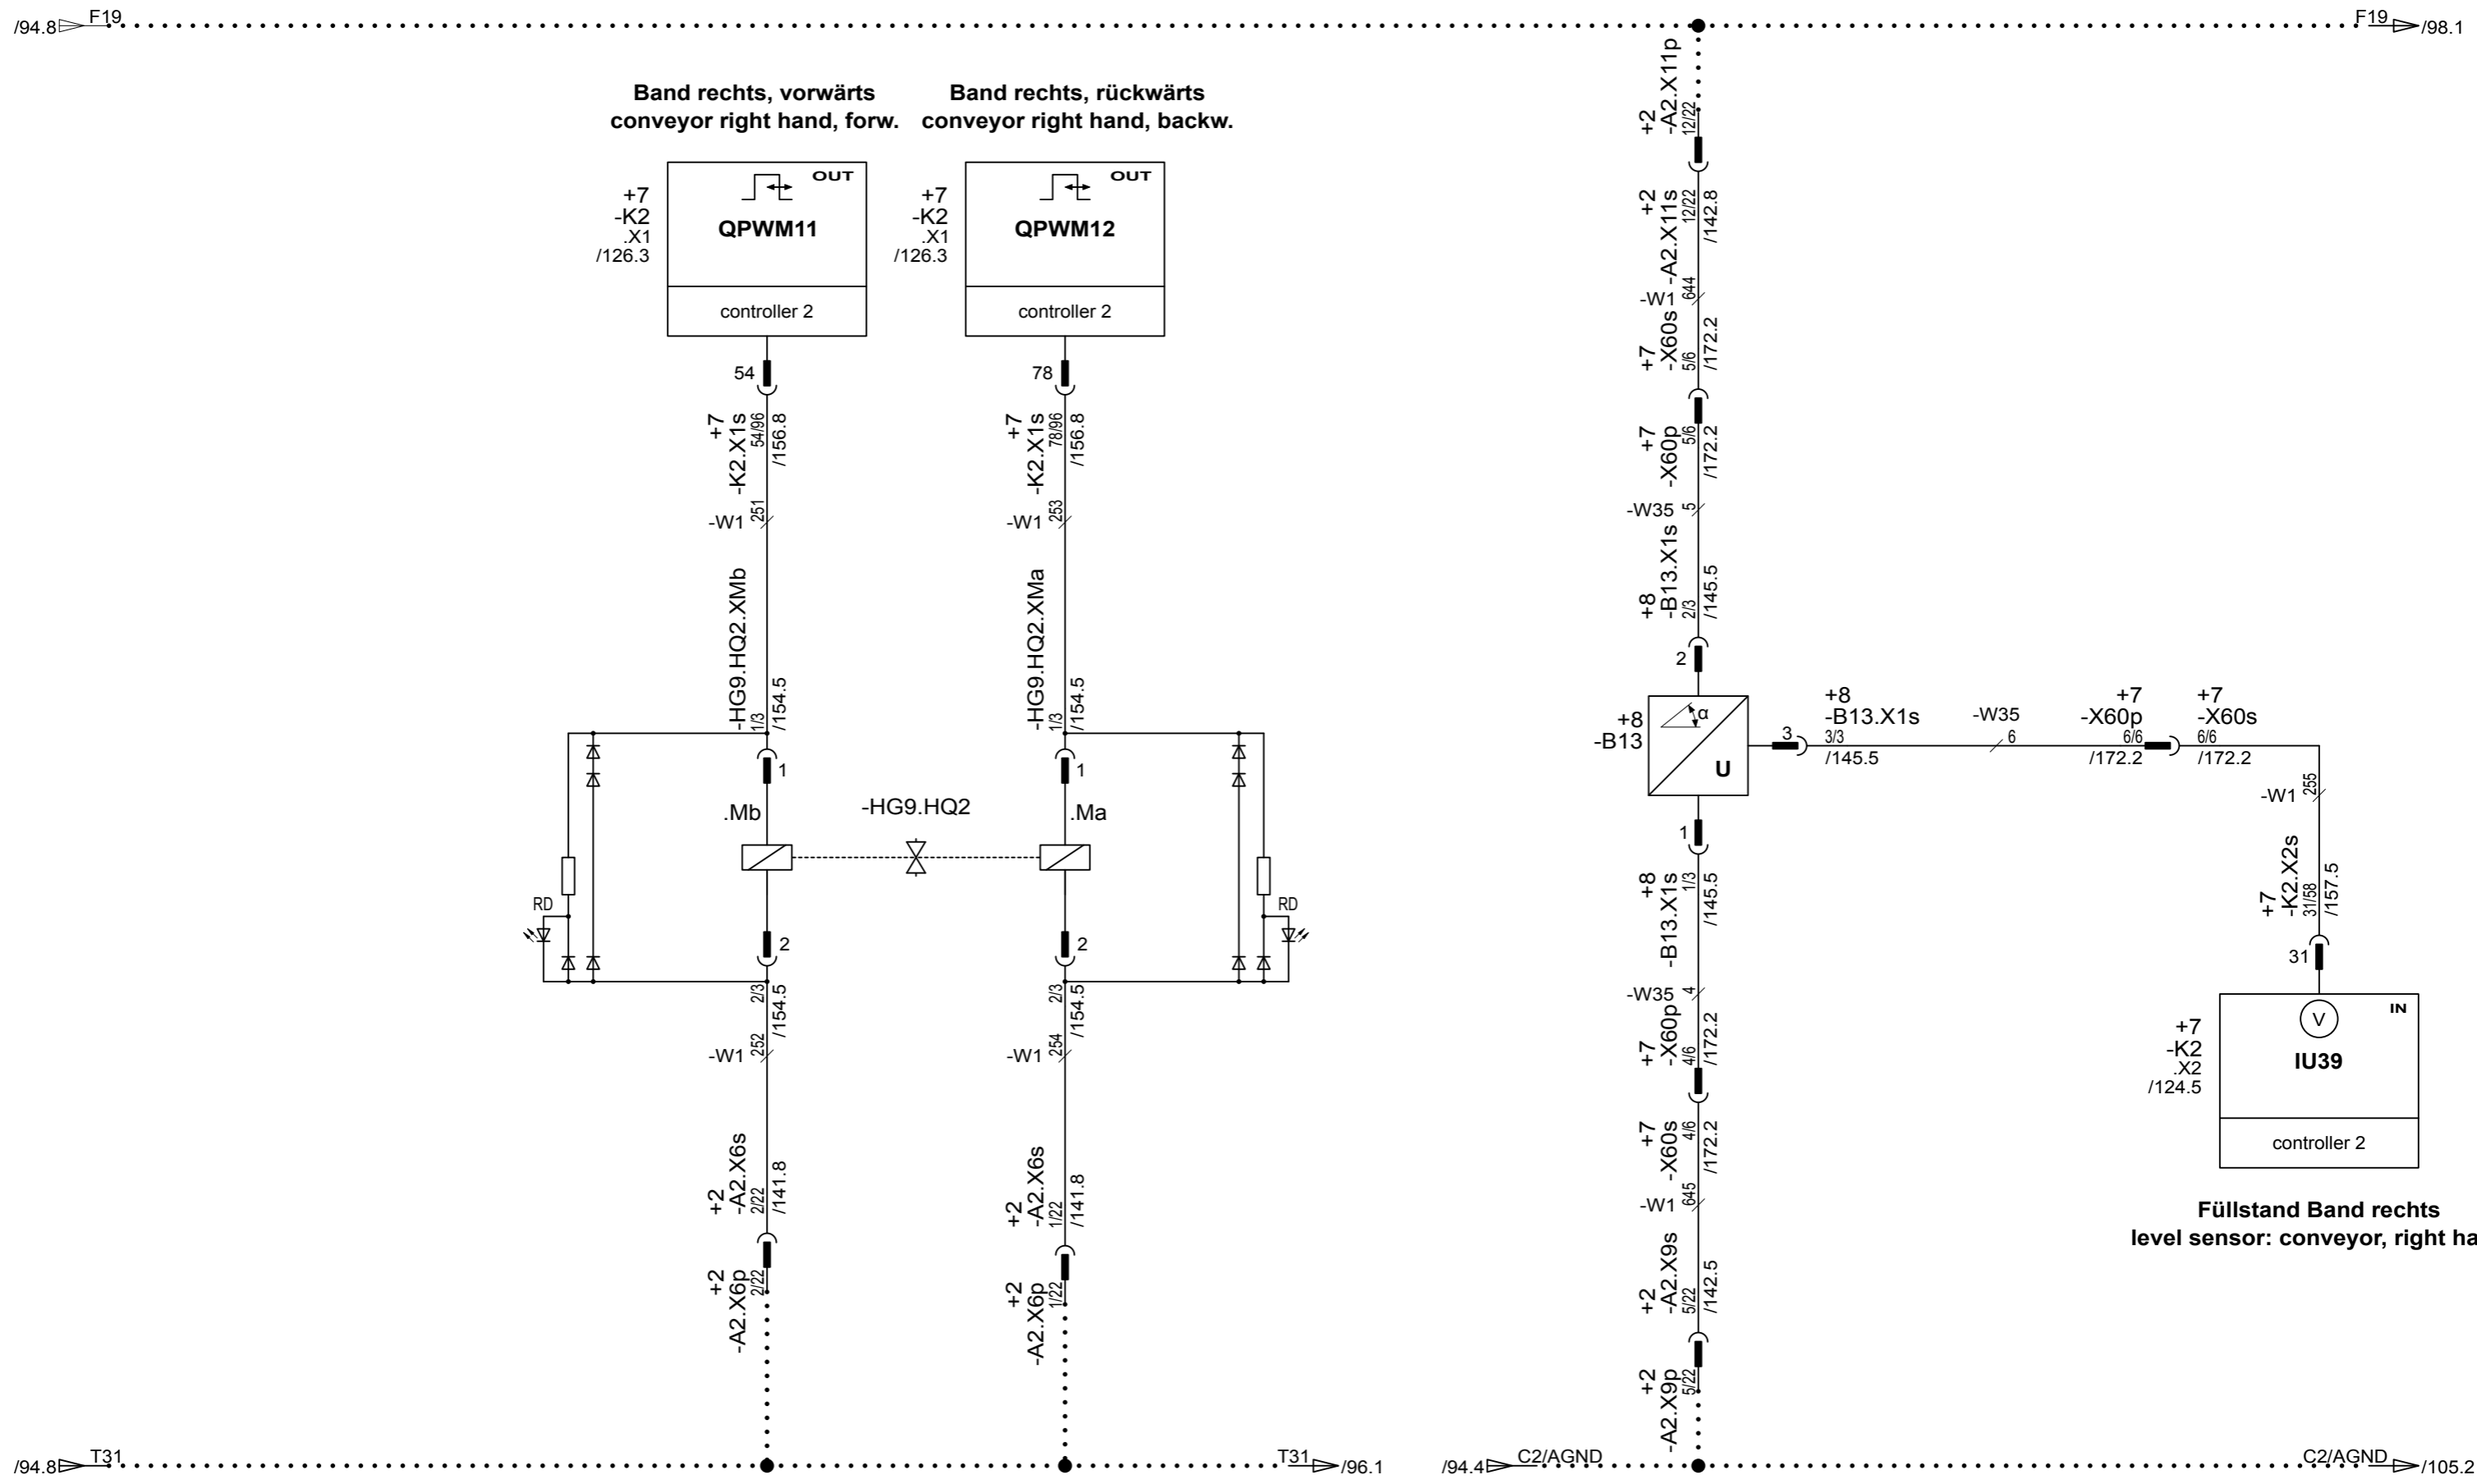 /94.8 F19
F19 /98.1
Band rechts, vorwärts
conveyor right hand, forw.
Band rechts, rückwärts
conveyor right hand, backw.
+7
-K2
.X1
/126.3
OUT
QPWM11
controller 2
+7
-K2
.X1
/126.3
OUT
QPWM12
controller 2
54
+7
-K2.X1s
54/96
/156.8
-W1 251
-HG9.HQ2.XMb
1/3
/154.5
1
.Mb
RD
2
2/3
/154.5
-W1 252
+2
-A2.X6s
2/22
/141.8
+2
-A2.X6p
2/22
-HG9.HQ2
78
+7
-K2.X1s
78/96
/156.8
-W1 253
-HG9.HQ2.XMa
1/3
/154.5
1
.Ma
RD
2
2/3
/154.5
-W1 254
+2
-A2.X6s
1/22
/141.8
+2
-A2.X6p
1/22
+2
-A2.X11p
12/22
+2
-A2.X11s
12/22
/142.8
-W1 644
+7
-X60s
5/6
/172.2
+7
-X60p
5/6
/172.2
-W35 5
+8
-B13.X1s
2/3
/145.5
2
+8
-B13
α
U
3
+8
-B13.X1s
3/3
/145.5
-W35
6
+7
-X60p
6/6
/172.2
+7
-X60s
6/6
/172.2
-W1 255
+7
-K2.X2s
31/58
/157.5
31
+7
-K2
.X2
/124.5
IN
V
IU39
controller 2
Füllstand Band rechts
level sensor: conveyor, right ha
1
+8
-B13.X1s
1/3
/145.5
-W35 4
+7
-X60p
4/6
/172.2
+7
-X60s
4/6
/172.2
-W1 645
+2
-A2.X9s
5/22
/142.5
+2
-A2.X9p
5/22
/94.8 T31
T31 /96.1
/94.4 C2/AGND
C2/AGND /105.2